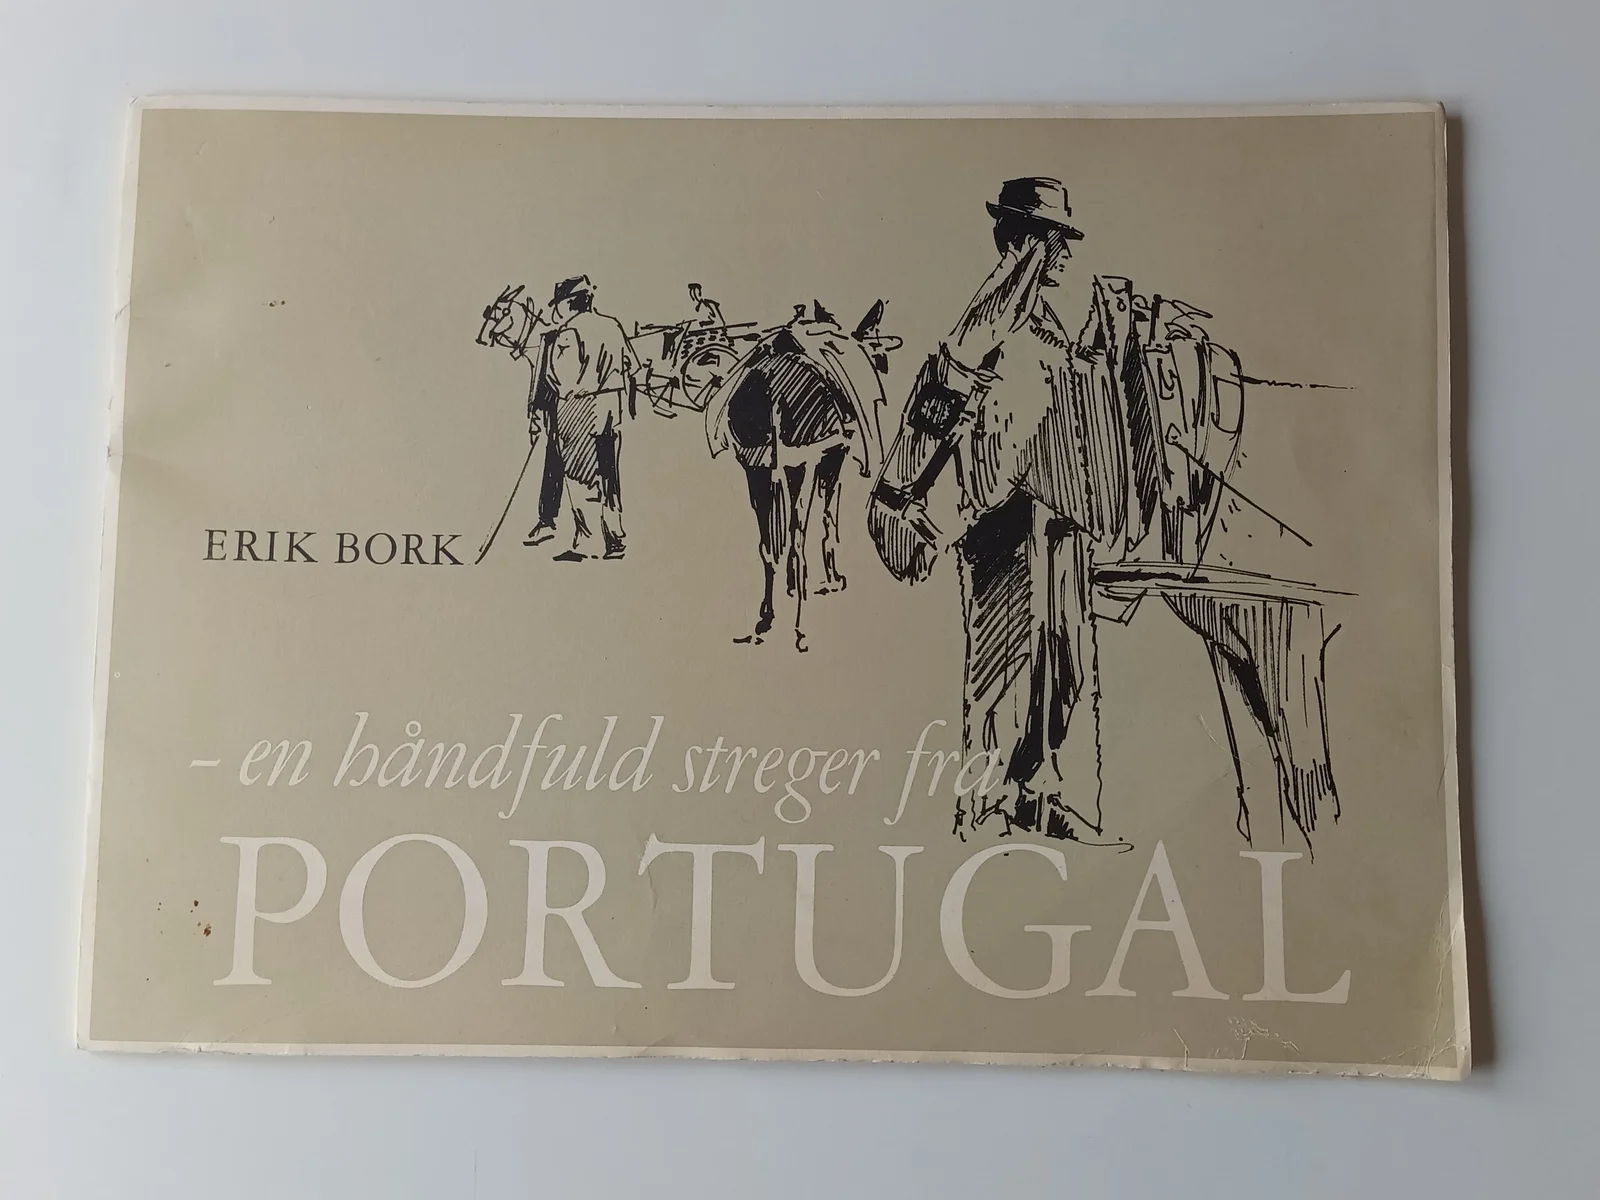 ERIK BORK
– en håndfuld streger fra
PORTUGAL